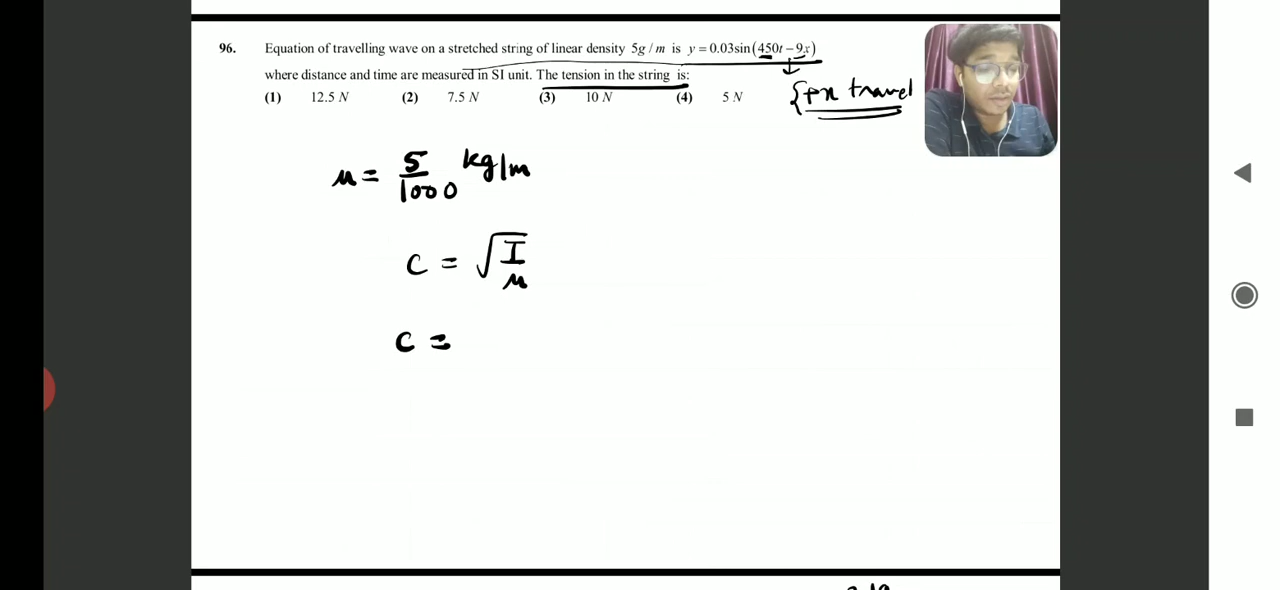 96. Equation of travelling wave on a stretched string of linear density 5g / m is y = 0.03sin(450t − 9x)
where distance and time are measured in SI unit. The tension in the string is:
(1) 12.5 N (2) 7.5 N (3) 10 N (4) 5 N
{+x travel
μ = 5/1000 kg/m
c = √T/μ
c =